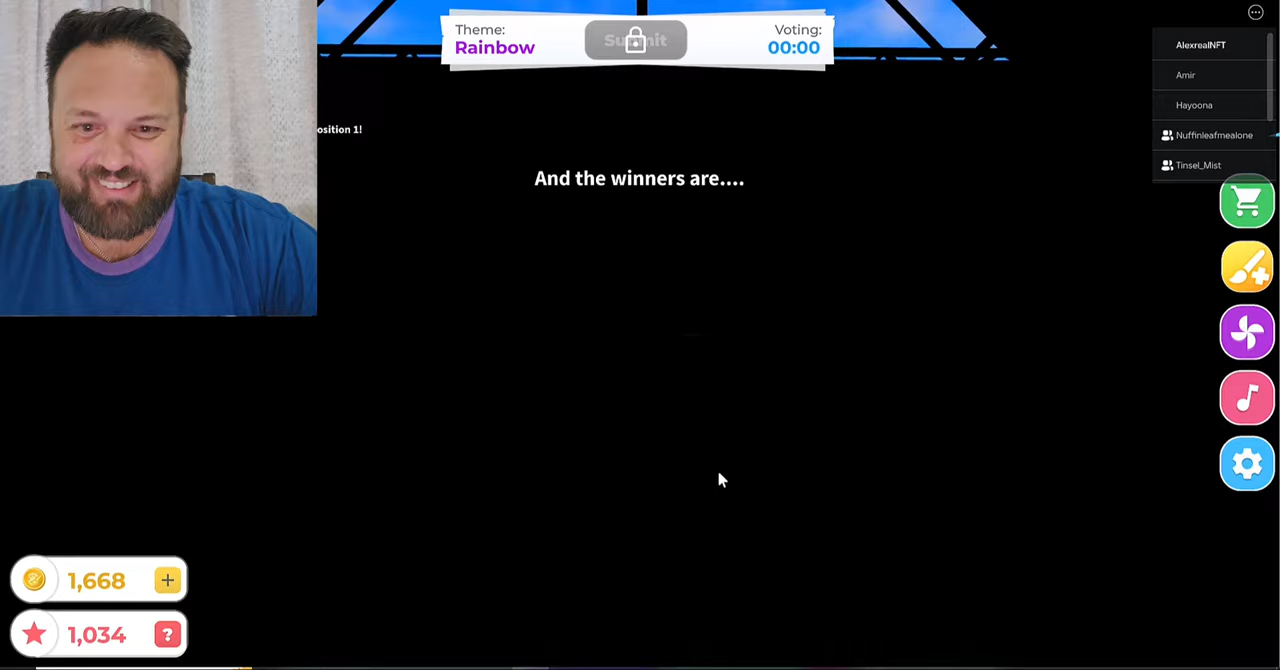 Theme:
Rainbow
Submit
Voting:
00:00
AlexrealNFT
Amir
Hayoona
Nuffinleafmealone
Tinsel_Mist
osition 1!
And the winners are....
1,668
+
1,034
?